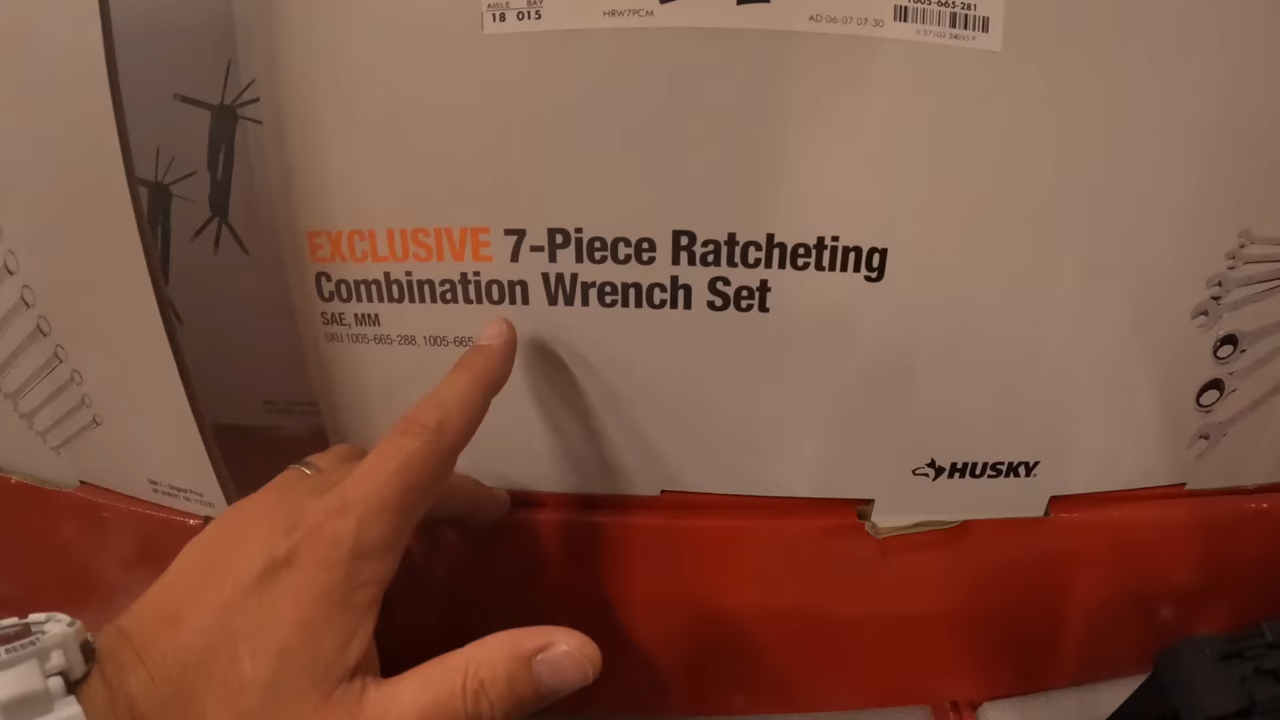 AISLE BAY
18 015
HRW7PCM
AD 06-07 07-30
1005-665-281
EXCLUSIVE 7-Piece Ratcheting
Combination Wrench Set
SAE, MM
SKU 1005-665-288, 1005-665
HUSKY
RESIST